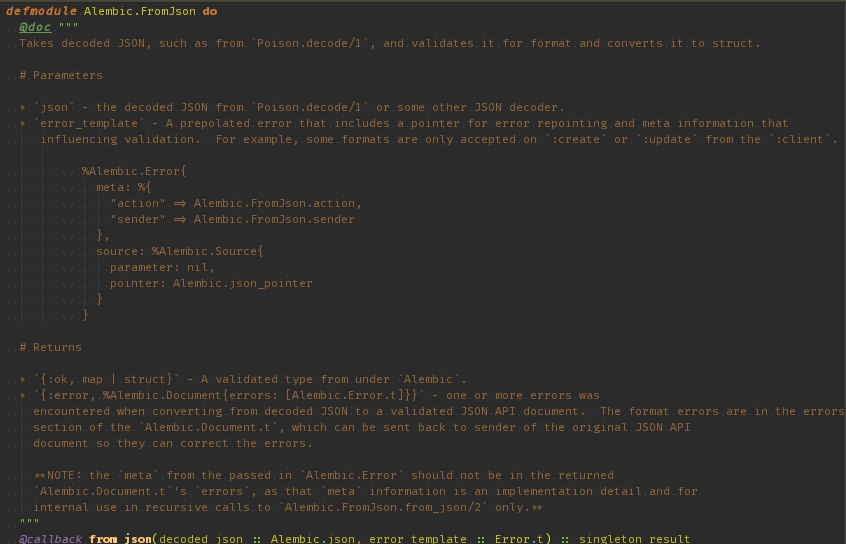 defmodule Alembic.FromJson do
  @doc """
  Takes decoded JSON, such as from `Poison.decode/1`, and validates it for format and converts it to struct.

  # Parameters

  * `json` - the decoded JSON from `Poison.decode/1` or some other JSON decoder.
  * `error_template` - A prepolated error that includes a pointer for error repointing and meta information that
     influencing validation.  For example, some formats are only accepted on `:create` or `:update` from the `:client`.

           %Alembic.Error{
             meta: %{
               "action" => Alembic.FromJson.action,
               "sender" => Alembic.FromJson.sender
             },
             source: %Alembic.Source{
               parameter: nil,
               pointer: Alembic.json_pointer
             }
           }

  # Returns

  * `{:ok, map | struct}` - A validated type from under `Alembic`.
  * `{:error, %Alembic.Document{errors: [Alembic.Error.t]}}` - one or more errors was
    encountered when converting from decoded JSON to a validated JSON API document.  The format errors are in the errors
    section of the `Alembic.Document.t`, which can be sent back to sender of the original JSON API
    document so they can correct the errors.

    **NOTE: the `meta` from the passed in `Alembic.Error` should not be in the returned
    `Alembic.Document.t`'s `errors`, as that `meta` information is an implementation detail and for
    internal use in recursive calls to `Alembic.FromJson.from_json/2` only.**
  """
  @callback from_json(decoded_json :: Alembic.json, error_template :: Error.t) :: singleton_result